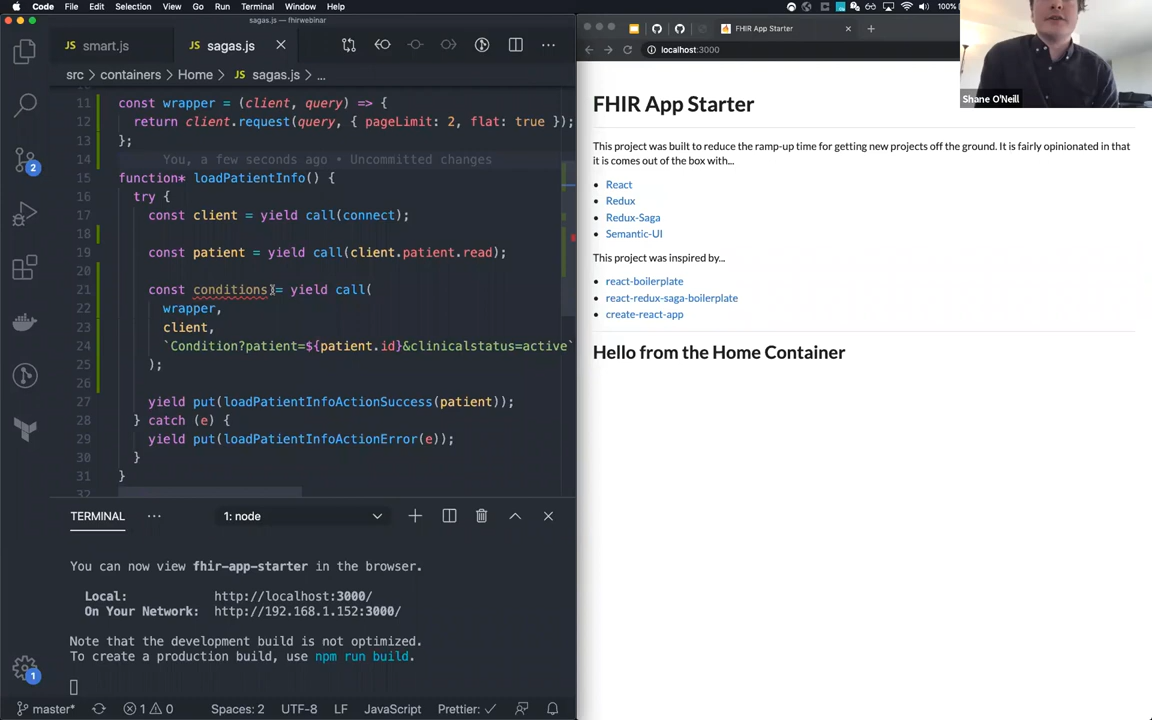 Code File Edit Selection View Go Run Terminal Window Help
100%
sagas.js — fhirwebinar
smart.js
sagas.js
src > containers > Home > sagas.js > ...
11 const wrapper = (client, query) => {
12 return client.request(query, { pageLimit: 2, flat: true });
13 };
14 You, a few seconds ago • Uncommitted changes
15 function* loadPatientInfo() {
16 try {
17 const client = yield call(connect);
18
19 const patient = yield call(client.patient.read);
20
21 const conditions = yield call(
22 wrapper,
23 client,
24 `Condition?patient=${patient.id}&clinicalstatus=active`
25 );
26
27 yield put(loadPatientInfoActionSuccess(patient));
28 } catch (e) {
29 yield put(loadPatientInfoActionError(e));
30 }
31 }
32
2
TERMINAL ... 1: node
You can now view fhir-app-starter in the browser.
Local: http://localhost:3000/
On Your Network: http://192.168.1.152:3000/
Note that the development build is not optimized.
To create a production build, use npm run build.
1
master* 1 0 Spaces: 2 UTF-8 LF JavaScript Prettier: ✓
FHIR App Starter
localhost:3000
Shane O'Neill
FHIR App Starter
This project was built to reduce the ramp-up time for getting new projects off the ground. It is fairly opinionated in that
it is comes out of the box with...
• React
• Redux
• Redux-Saga
• Semantic-UI
This project was inspired by...
• react-boilerplate
• react-redux-saga-boilerplate
• create-react-app
Hello from the Home Container